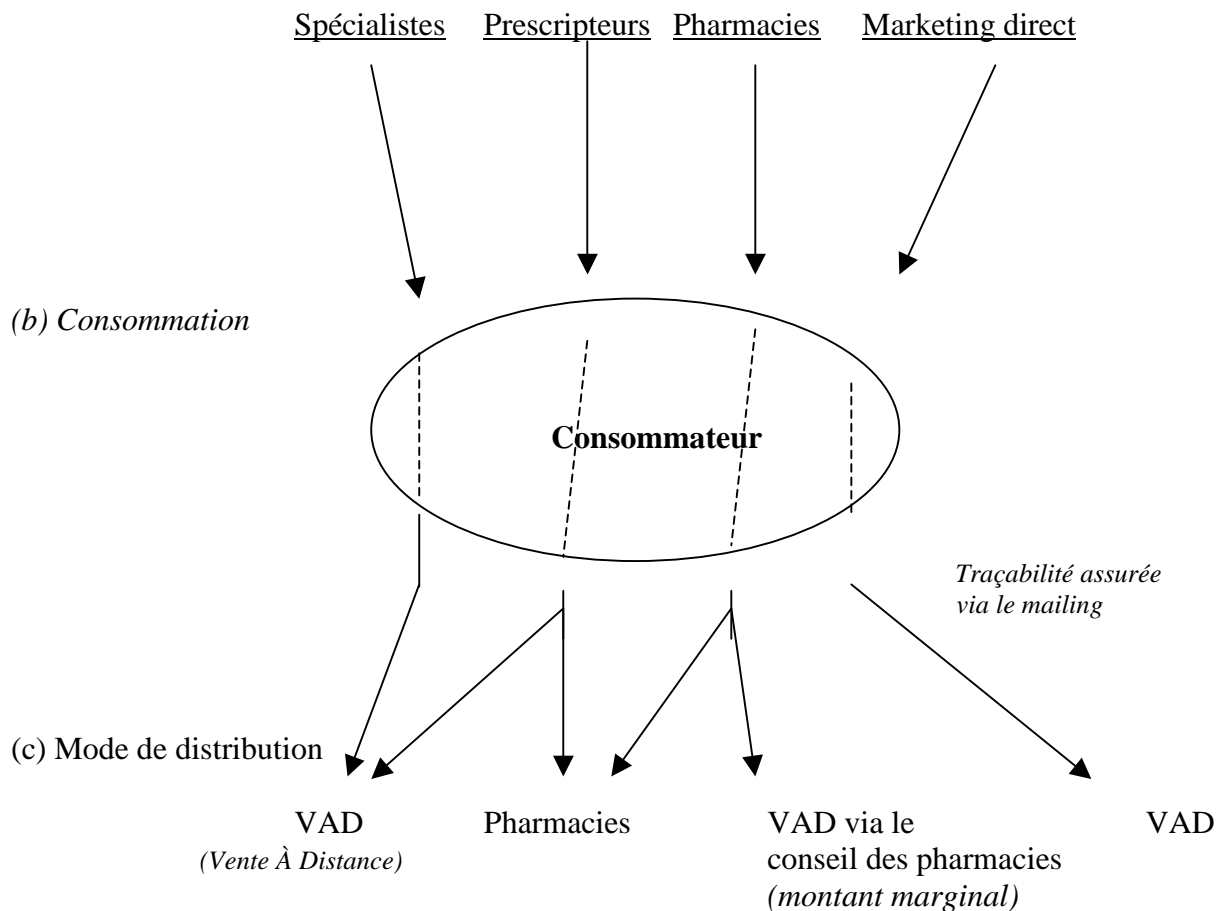 Spécialistes Prescripteurs Pharmacies Marketing direct
(b) Consommation
Consommateur
Traçabilité assurée
via le mailing
(c) Mode de distribution
VAD Pharmacies VAD via le VAD
(Vente À Distance) conseil des pharmacies
(montant marginal)